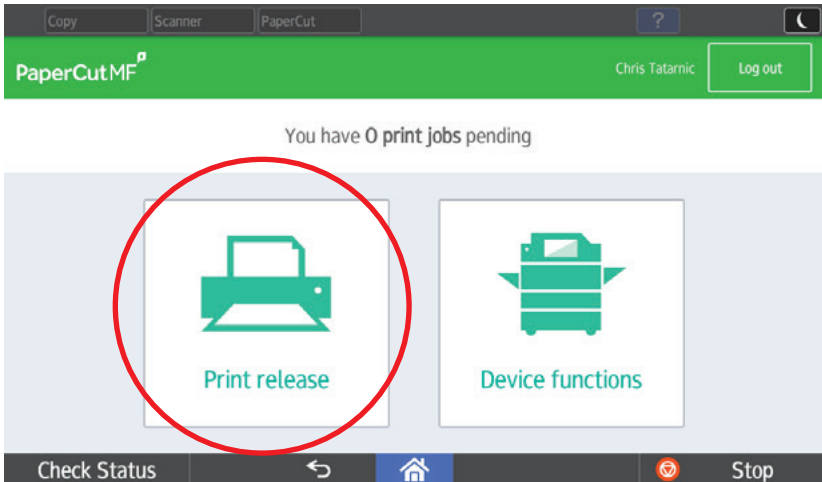 Copy Scanner PaperCut ?
PaperCut MF
Chris Tatarnic Log out
You have 0 print jobs pending
Print release Device functions
Check Status Stop